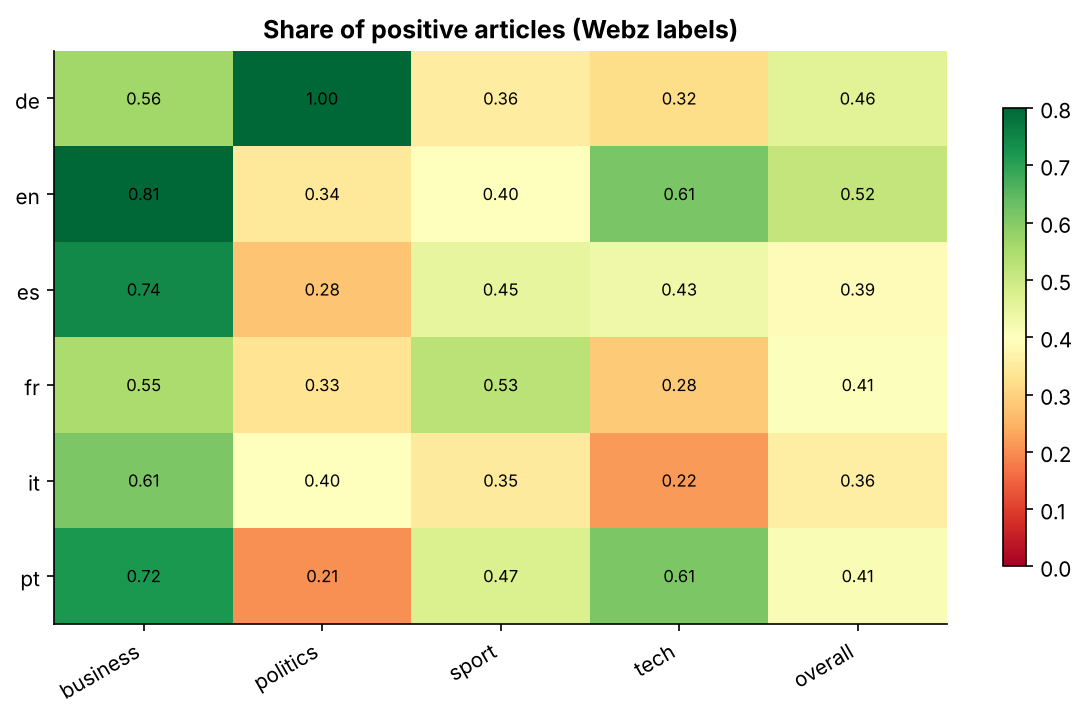 Share of positive articles (Webz labels)
de 0.56 1.00 0.36 0.32 0.46
en 0.81 0.34 0.40 0.61 0.52
es 0.74 0.28 0.45 0.43 0.39
fr 0.55 0.33 0.53 0.28 0.41
it 0.61 0.40 0.35 0.22 0.36
pt 0.72 0.21 0.47 0.61 0.41
business politics sport tech overall
0.8
0.7
0.6
0.5
0.4
0.3
0.2
0.1
0.0